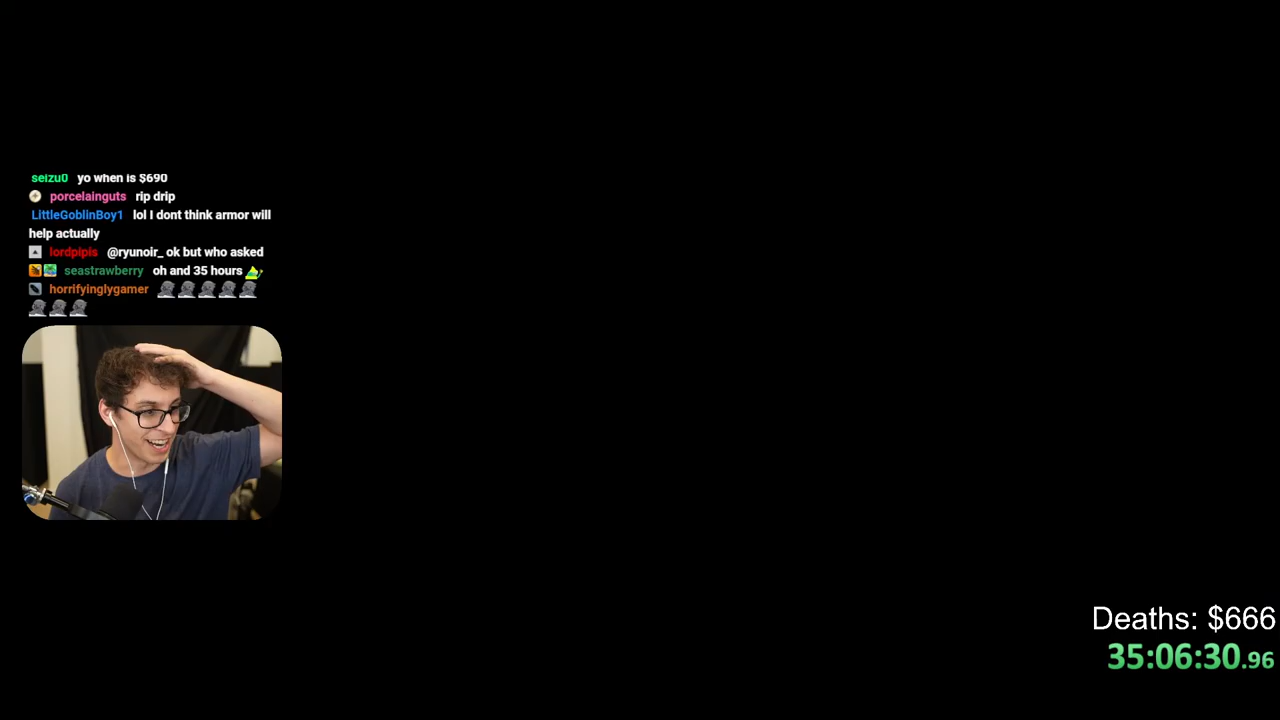 seizu0 yo when is $690
porcelainguts rip drip
LittleGoblinBoy1 lol I dont think armor will
help actually
lordpipis @ryunoir_ ok but who asked
seastrawberry oh and 35 hours
horrifyinglygamer
Deaths: $666
35:06:30.96